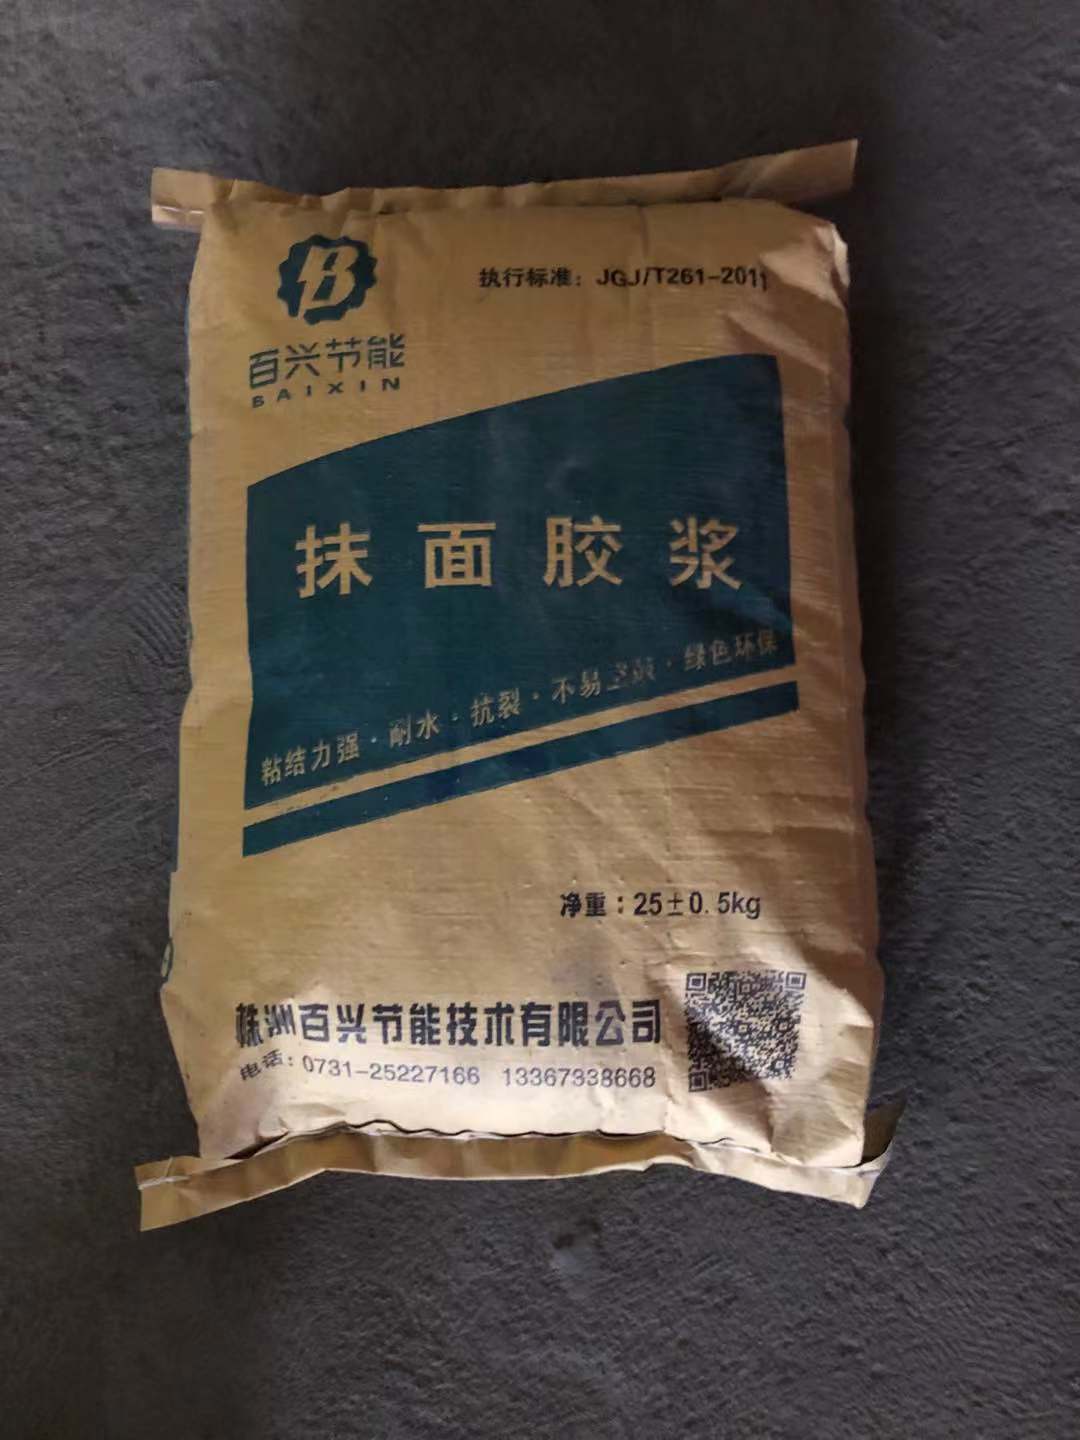 执行标准：JGJ/T261-2011
百兴节能
BAIXIN
抹面胶浆
粘结力强·耐水·抗裂·不易空鼓·绿色环保
净重：25±0.5kg
株洲百兴节能技术有限公司
电话：0731-25227166 13367338668